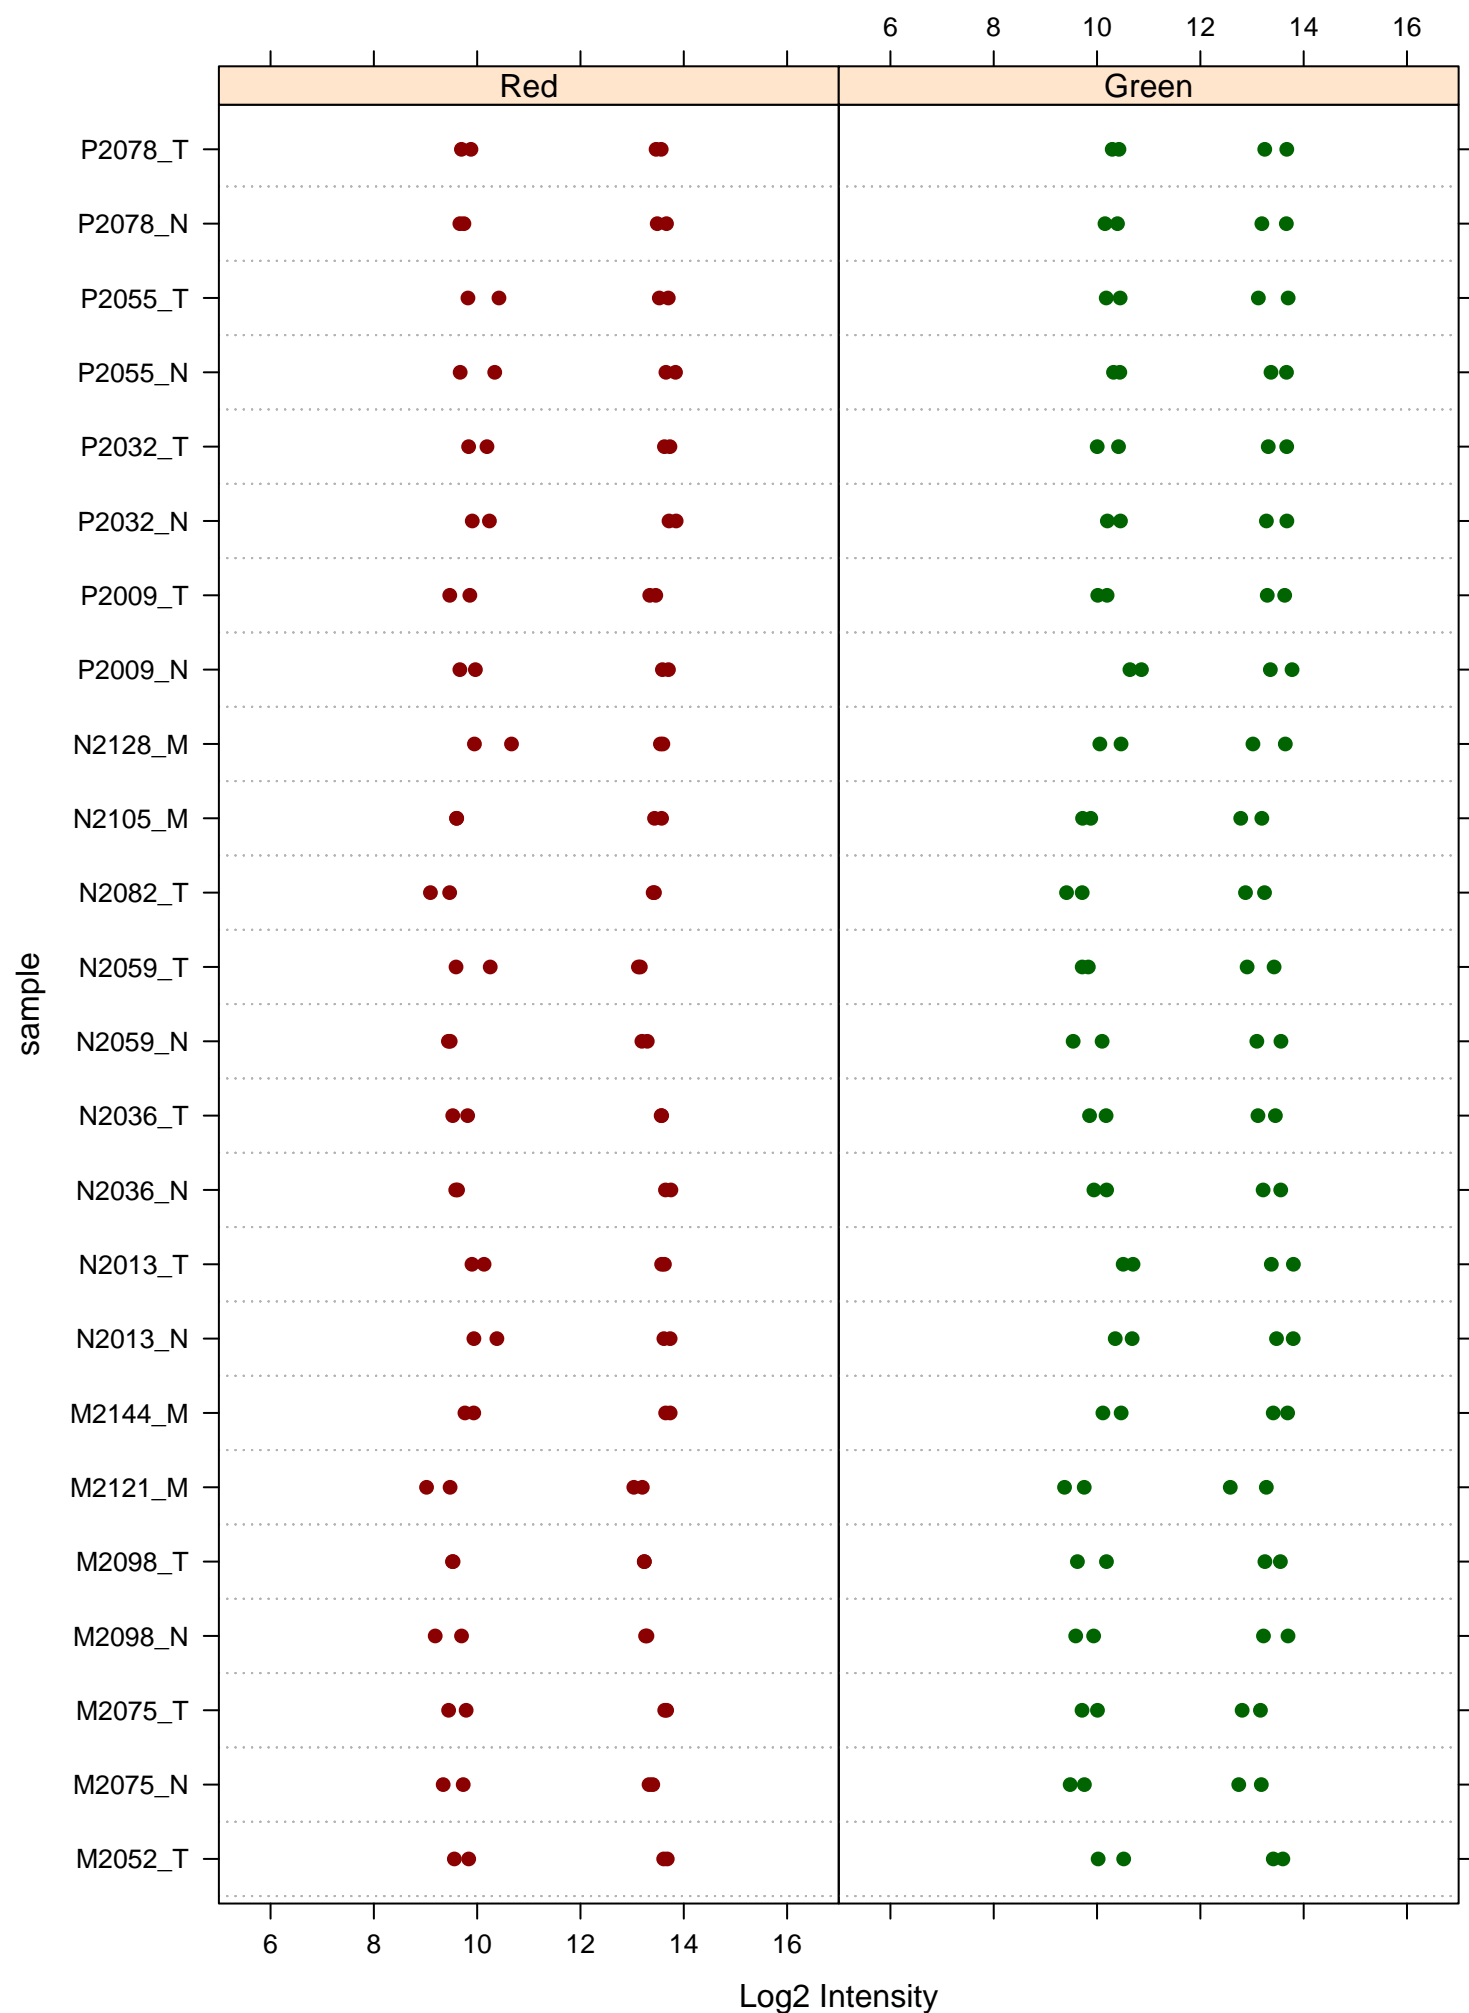 6 8 10 12 14 16
Red Green
P2078_T
P2078_N
P2055_T
P2055_N
P2032_T
P2032_N
P2009_T
P2009_N
N2128_M
N2105_M
N2082_T
N2059_T
N2059_N
N2036_T
N2036_N
N2013_T
N2013_N
M2144_M
M2121_M
M2098_T
M2098_N
M2075_T
M2075_N
M2052_T
sample
6 8 10 12 14 16
Log2 Intensity